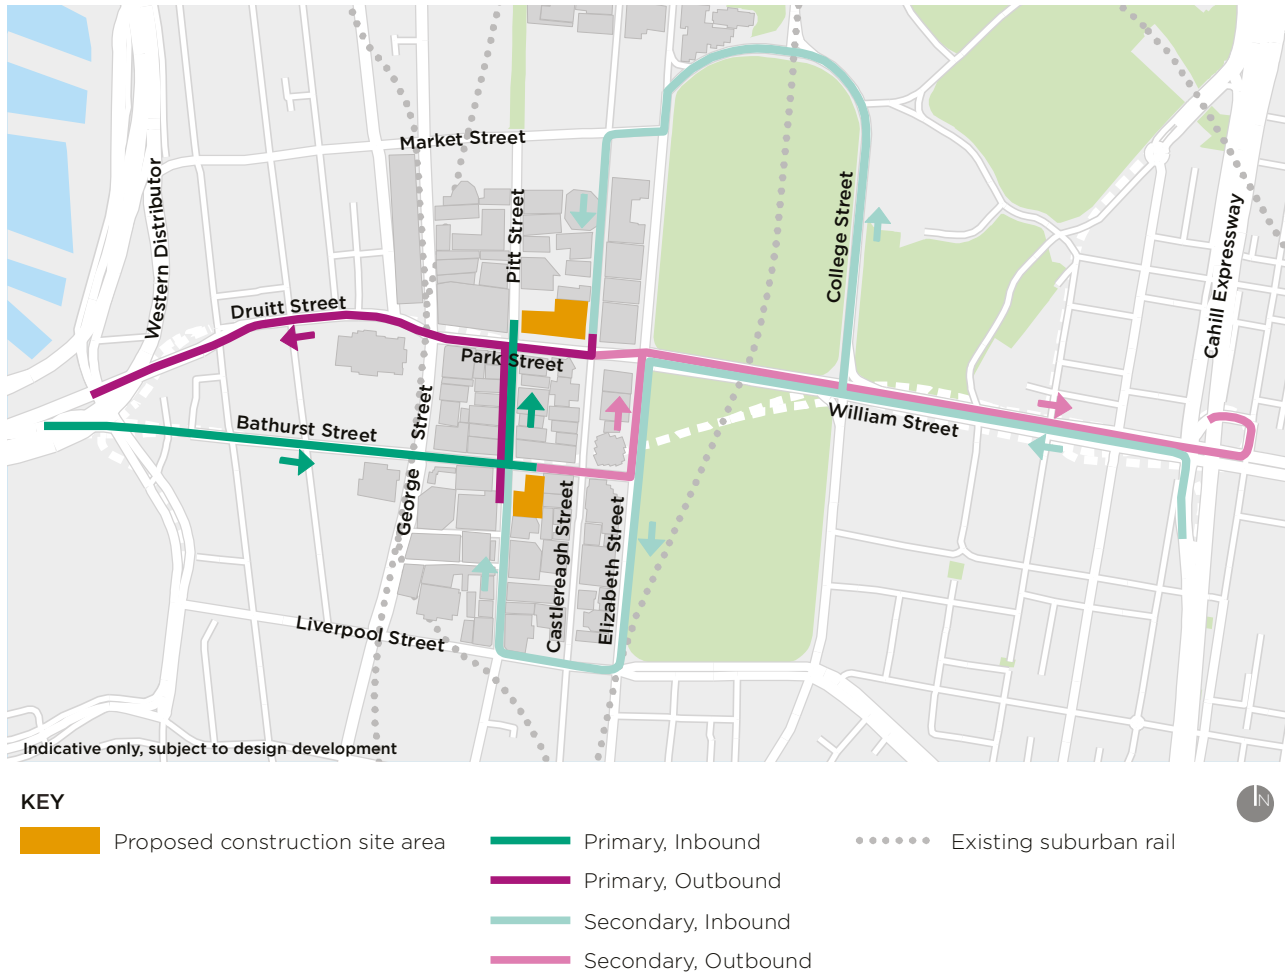 Market Street
Western Distributor
Pitt Street
College Street
Cahill Expressway
Druitt Street
Park Street
George Street
William Street
Bathurst Street
Castlereagh Street
Elizabeth Street
Liverpool Street
Indicative only, subject to design development
KEY
N
Proposed construction site area
Primary, Inbound
Existing suburban rail
Primary, Outbound
Secondary, Inbound
Secondary, Outbound